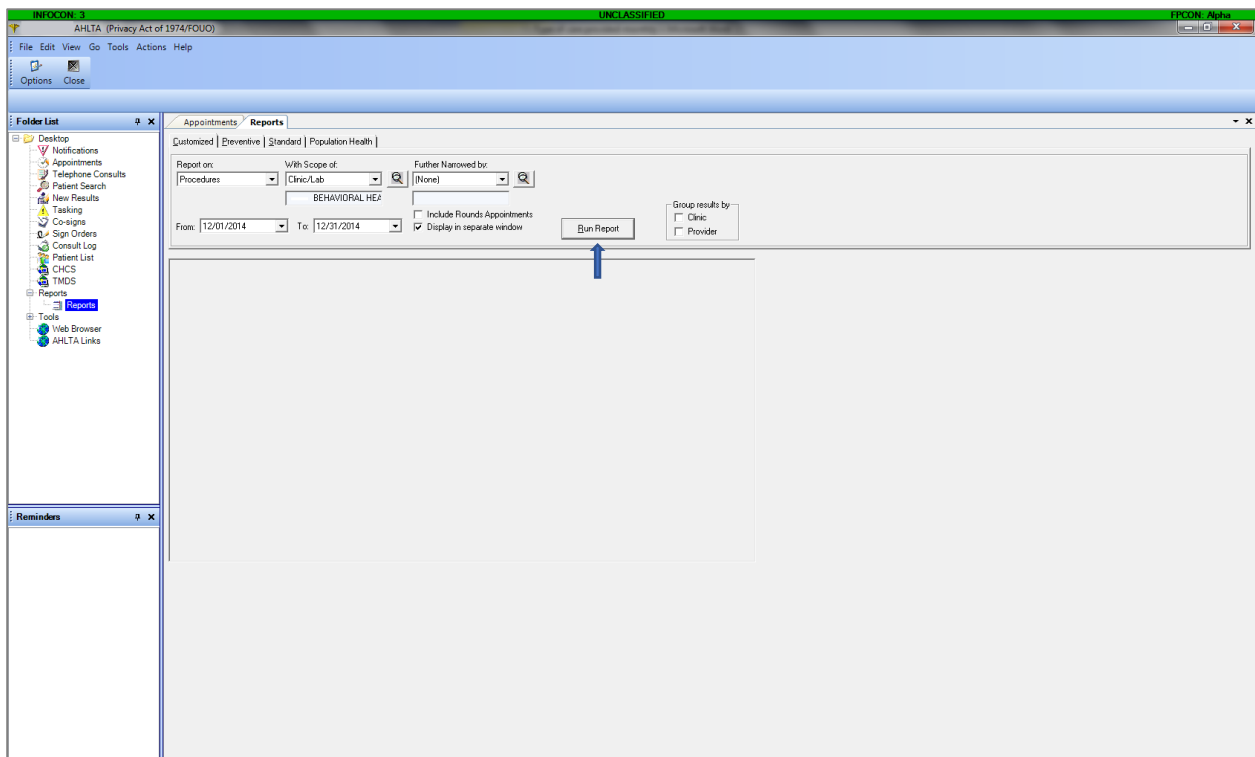 INFOCON: 3 UNCLASSIFIED FPCON: Alpha
AHLTA (Privacy Act of 1974/FOUO)
File Edit View Go Tools Actions Help
Options Close
Folder List
Desktop
Notifications
Appointments
Telephone Consults
Patient Search
New Results
Tasking
Co-signs
Sign Orders
Consult Log
Patient List
CHCS
TMDS
Reports
Reports
Tools
Web Browser
AHLTA Links
Reminders
Appointments Reports
Customized Preventive Standard Population Health
Report on: With Scope of: Further Narrowed by:
Procedures Clinic/Lab (None)
BEHAVIORAL HEA
Include Rounds Appointments
From: 12/01/2014 To: 12/31/2014 Display in separate window
Run Report
Group results by
Clinic
Provider